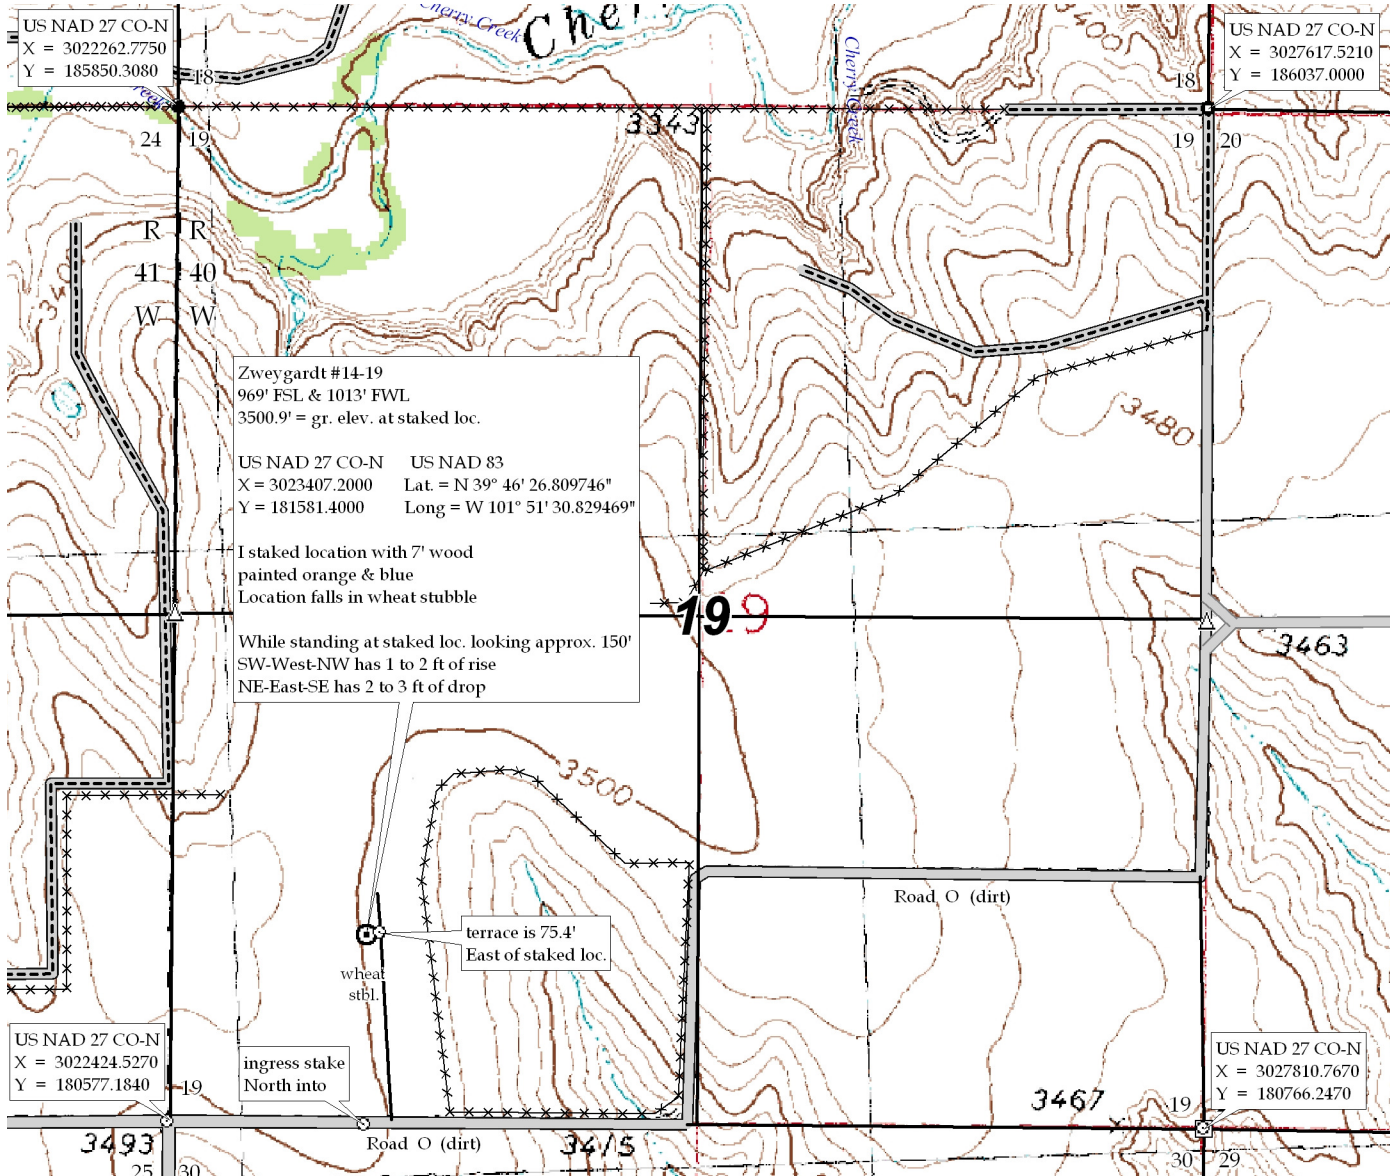 US NAD 27 CO-N
X = 3022262.7750
Y = 185850.3080
Cherry Creek
Cher
Cherry Creek
US NAD 27 CO-N
X = 3027617.5210
Y = 186037.0000
18
18
24
19
3343
19
20
R
R
41
40
W
W
Zweygardt #14-19
969' FSL & 1013' FWL
3500.9' = gr. elev. at staked loc.
US NAD 27 CO-N US NAD 83
X = 3023407.2000 Lat. = N 39° 46' 26.809746"
Y = 181581.4000 Long = W 101° 51' 30.829469"
I staked location with 7' wood
painted orange & blue
Location falls in wheat stubble
While standing at staked loc. looking approx. 150'
SW-West-NW has 1 to 2 ft of rise
NE-East-SE has 2 to 3 ft of drop
3480
19
9
3463
3500
Road O (dirt)
terrace is 75.4'
East of staked loc.
wheat
stbl.
US NAD 27 CO-N
X = 3022424.5270
Y = 180577.1840
19
ingress stake
North into
US NAD 27 CO-N
X = 3027810.7670
Y = 180766.2470
3467
19
3493
Road O (dirt)
34/5
25
30
30
29